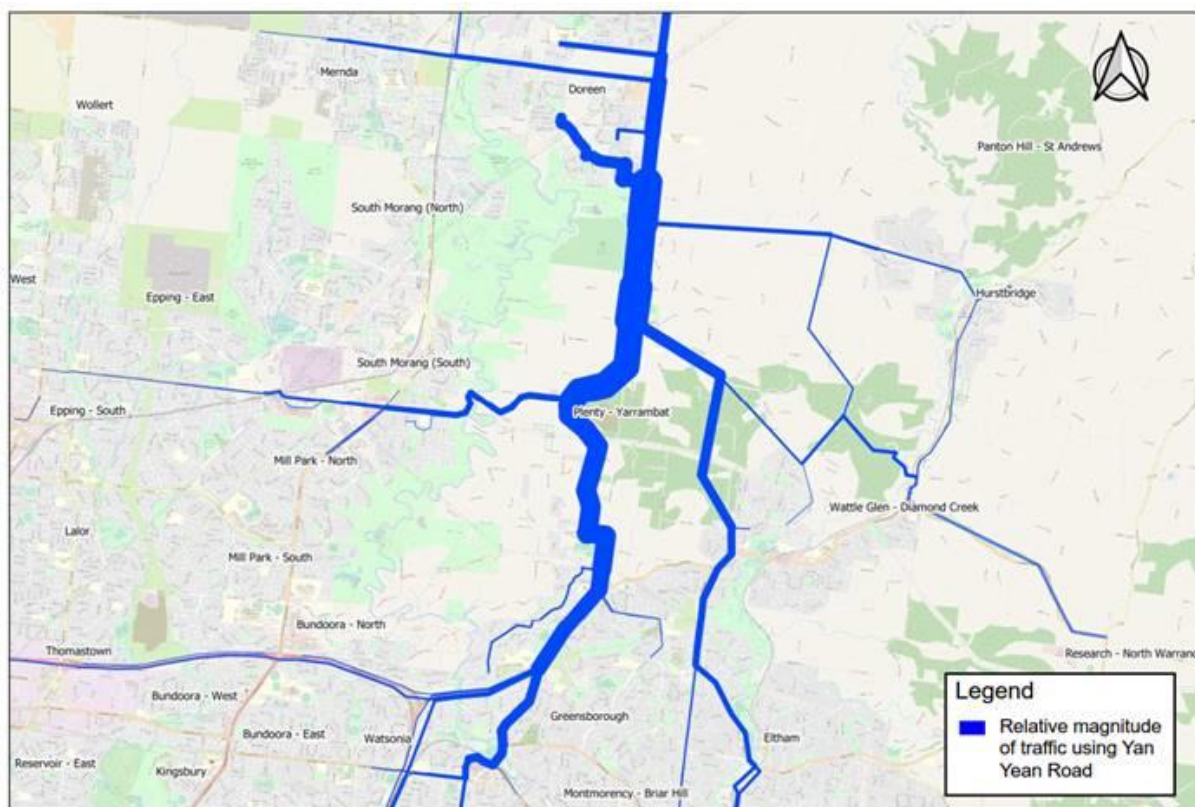 Mernda
Doreen
Wollert
Panton Hill - St Andrews
South Morang (North)
West
Epping - East
Hurstbridge
South Morang (South)
Epping - South
Plenty - Yarrambat
Mill Park - North
Wattle Glen - Diamond Creek
Lalor
Mill Park - South
Bundoora - North
Thomastown
Research - North Warrand
Bundoora - West
Greensborough
Bundoora - East
Watsonia
Eltham
Reservoir - East
Kingsbury
Montmorency - Briar Hill
Legend
Relative magnitude
of traffic using Yan
Yean Road